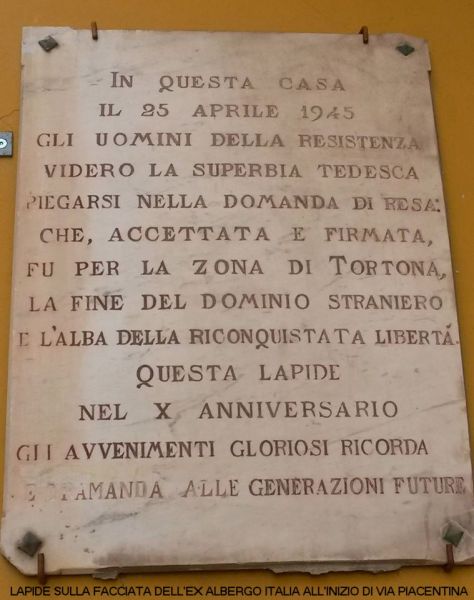 IN QUESTA CASA
IL 25 APRILE 1945
GLI UOMINI DELLA RESISTENZA
VIDERO LA SUPERBIA TEDESCA
PIEGARSI NELLA DOMANDA DI RESA:
CHE, ACCETTATA E FIRMATA,
FU PER LA ZONA DI TORTONA,
LA FINE DEL DOMINIO STRANIERO
E L'ALBA DELLA RICONQUISTATA LIBERTÁ.
QUESTA LAPIDE
NEL X ANNIVERSARIO
GLI AVVENIMENTI GLORIOSI RICORDA
E TRAMANDA ALLE GENERAZIONI FUTURE
LAPIDE SULLA FACCIATA DELL'EX ALBERGO ITALIA ALL'INIZIO DI VIA PIACENTINA